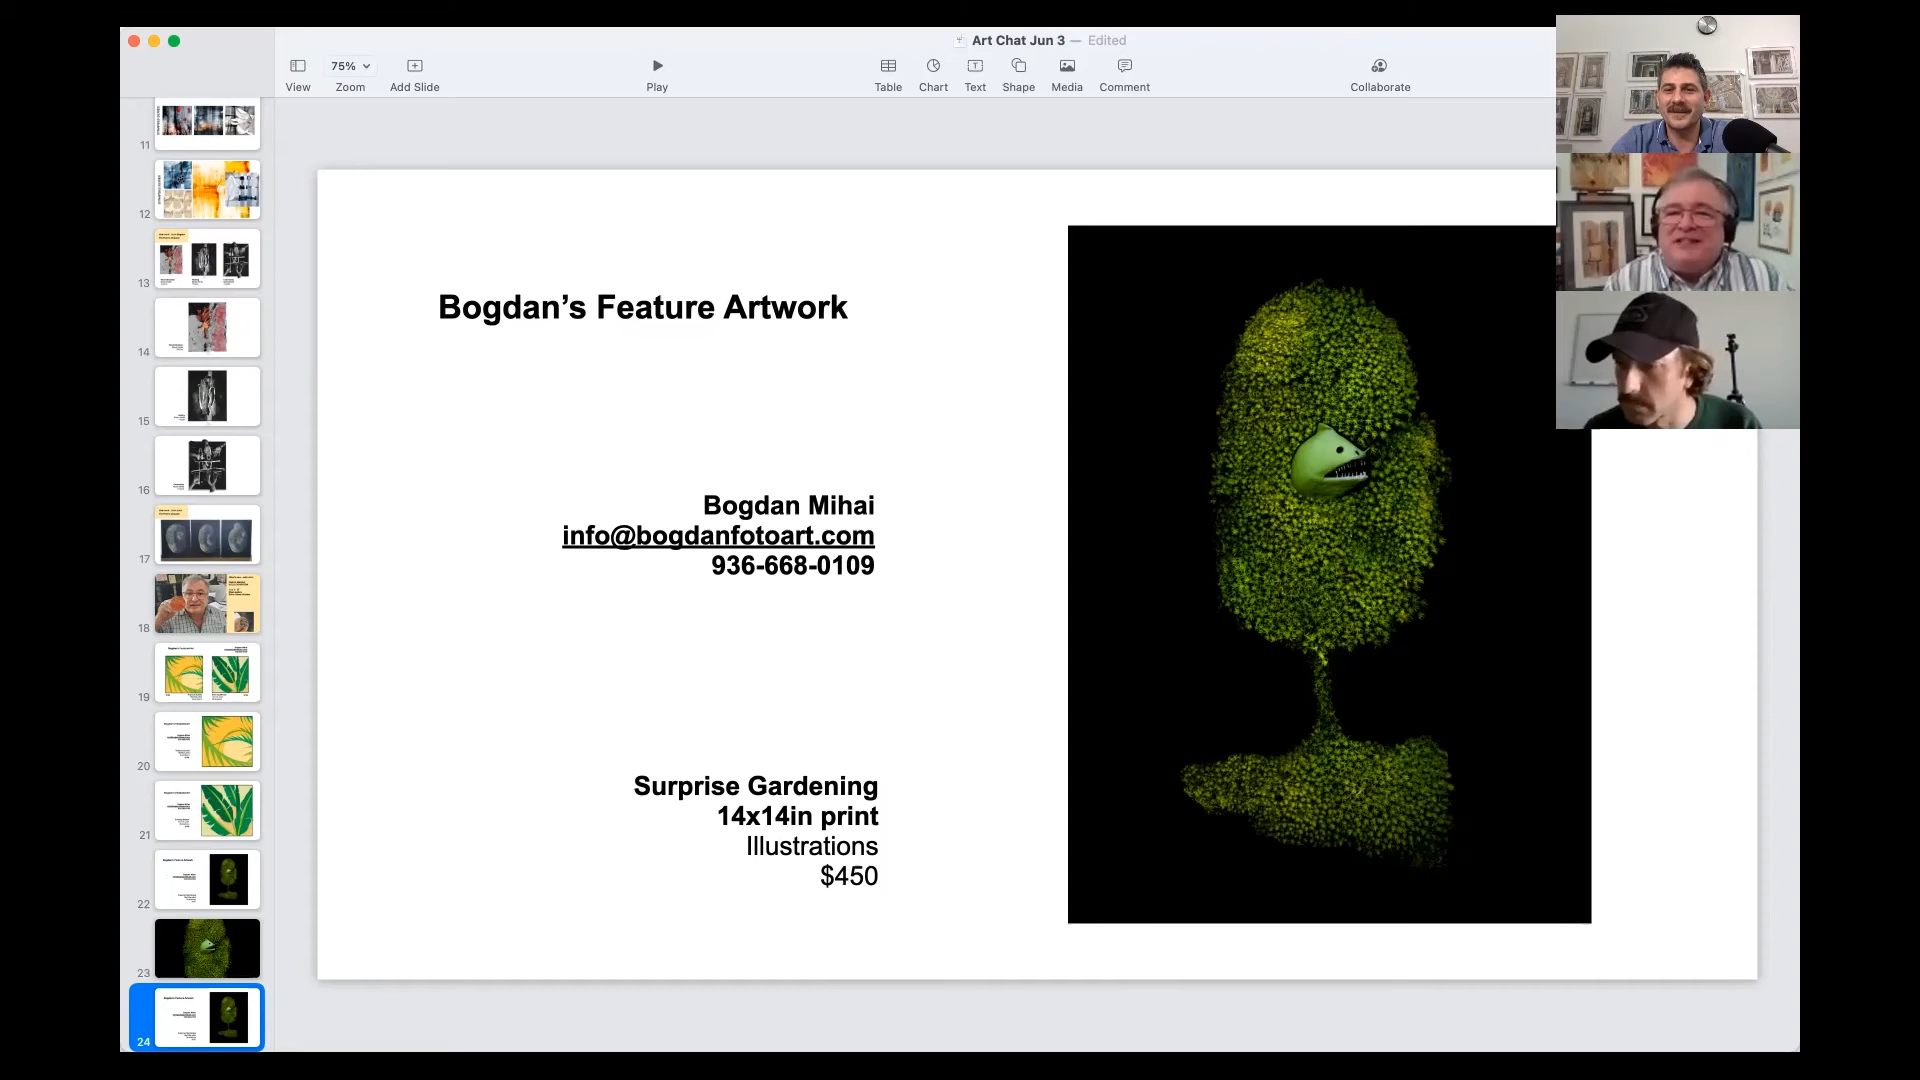 Art Chat Jun 3 — Edited
75%
View
Zoom
Add Slide
Play
Table
Chart
Text
Shape
Media
Comment
Collaborate
11
12
13
14
15
16
17
18
19
20
21
22
23
24
Bogdan’s Feature Artwork
Bogdan Mihai
info@bogdanfotoart.com
936-668-0109
Surprise Gardening
14x14in print
Illustrations
$450